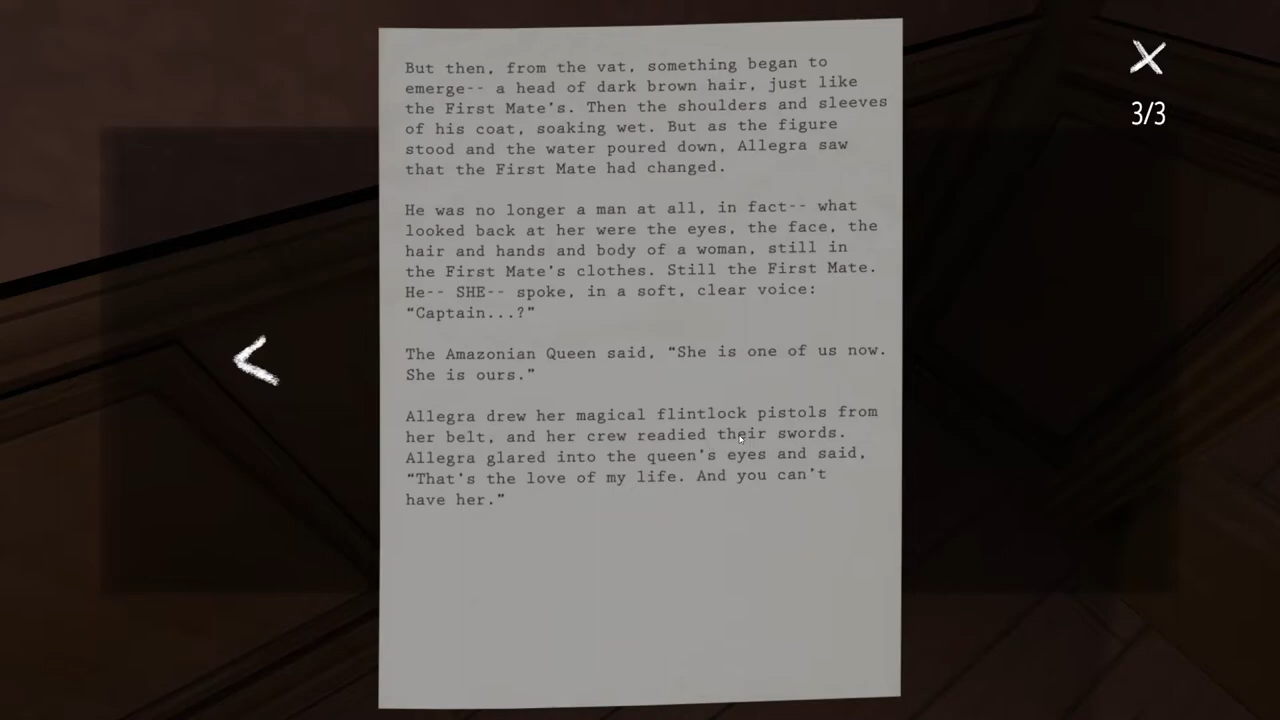 But then, from the vat, something began to
emerge-- a head of dark brown hair, just like
the First Mate's. Then the shoulders and sleeves
of his coat, soaking wet. But as the figure
stood and the water poured down, Allegra saw
that the First Mate had changed.
He was no longer a man at all, in fact-- what
looked back at her were the eyes, the face, the
hair and hands and body of a woman, still in
the First Mate's clothes. Still the First Mate.
He-- SHE-- spoke, in a soft, clear voice:
“Captain...?”
The Amazonian Queen said, “She is one of us now.
She is ours.”
Allegra drew her magical flintlock pistols from
her belt, and her crew readied their swords.
Allegra glared into the queen's eyes and said,
“That's the love of my life. And you can't
have her.”
3/3